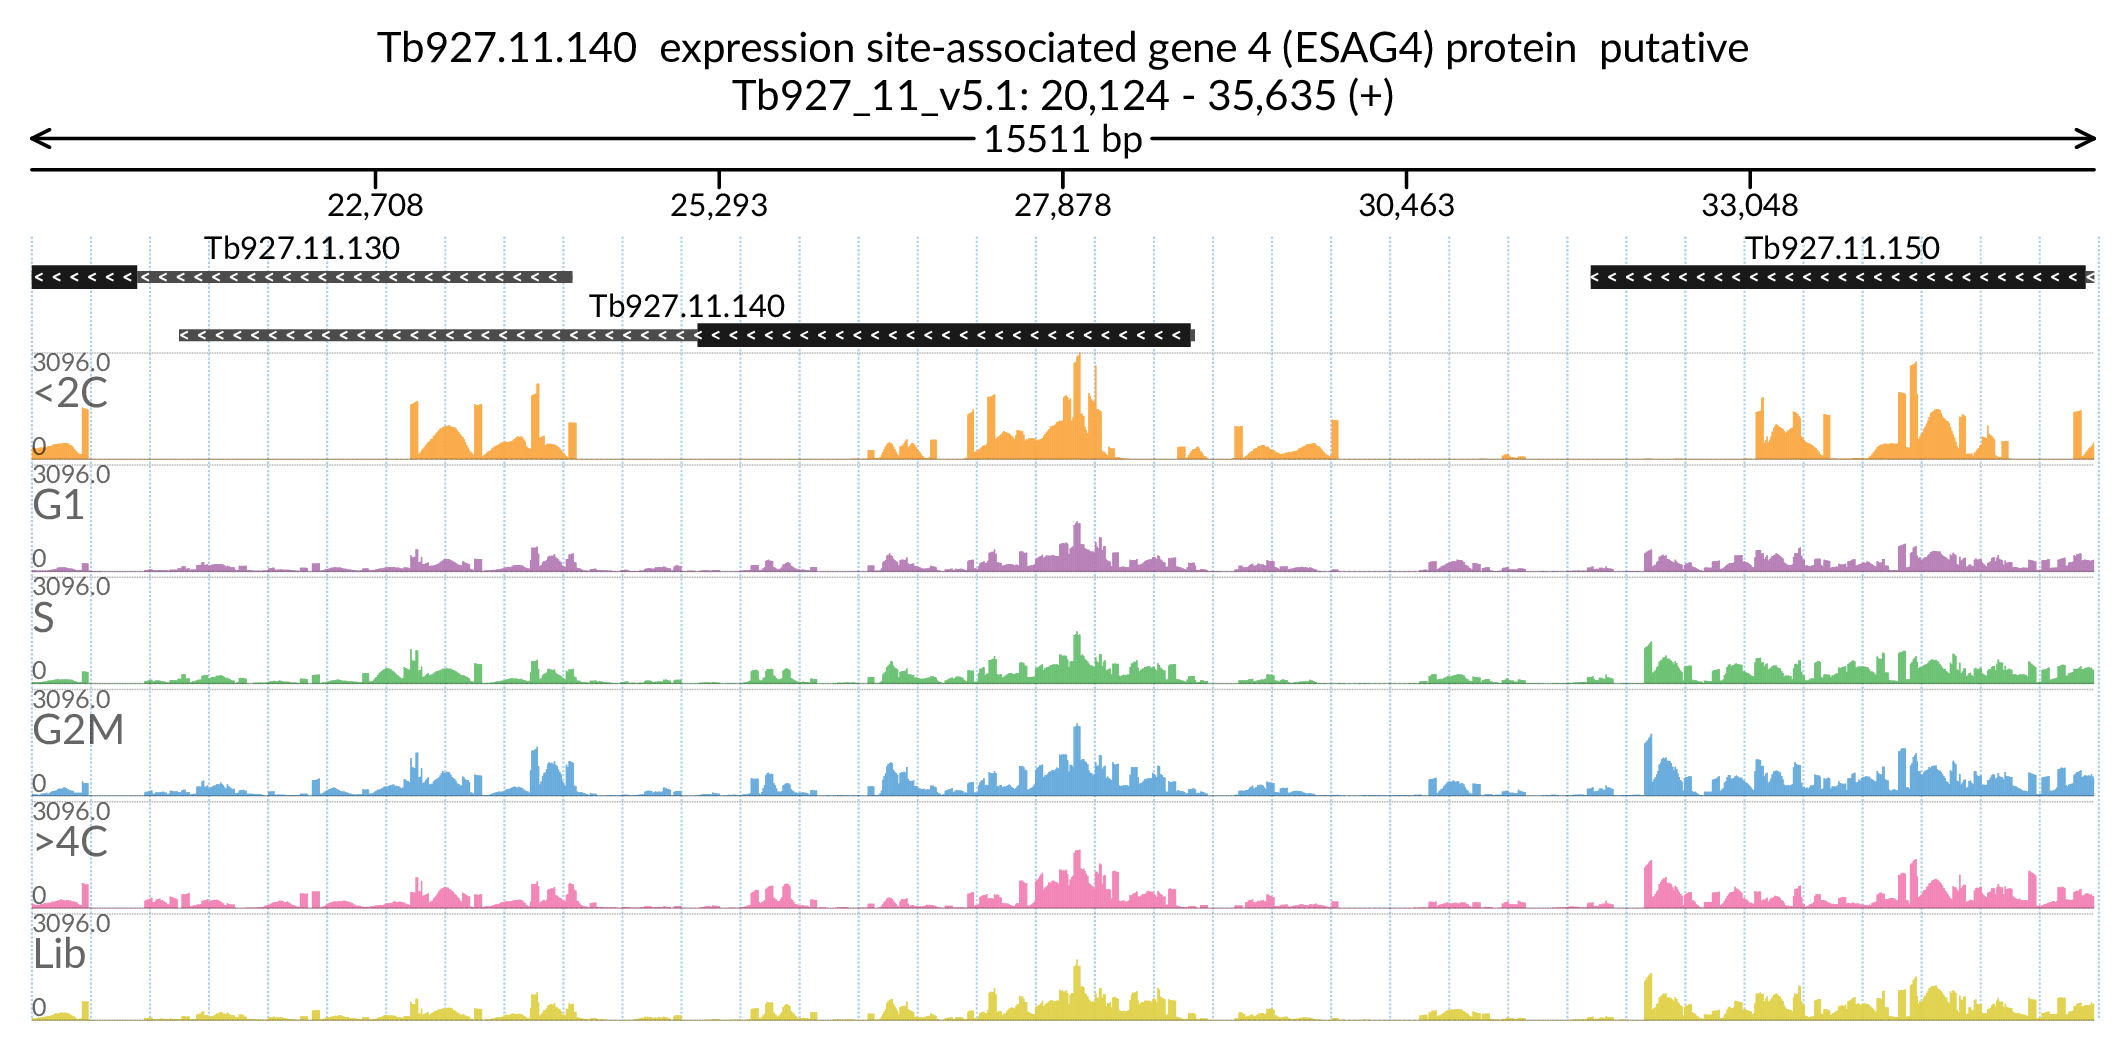 Tb927.11.140  expression site-associated gene 4 (ESAG4) protein  putative
Tb927_11_v5.1: 20,124 - 35,635 (+)
15511 bp
22,708 25,293 27,878 30,463 33,048
Tb927.11.130 Tb927.11.150
Tb927.11.140
3096.0
<2C
0
3096.0
G1
0
3096.0
S
0
3096.0
G2M
0
3096.0
>4C
0
3096.0
Lib
0